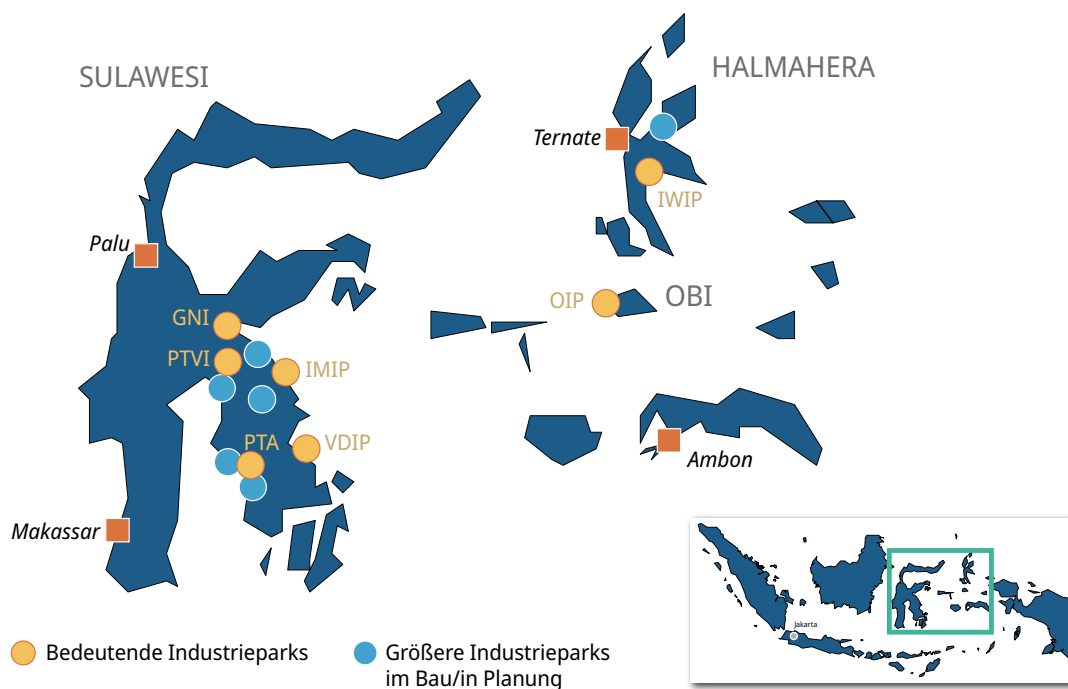 SULAWESI
HALMAHERA
Ternate
IWIP
Palu
OIP
OBI
GNI
PTVI
IMIP
PTA
VDIP
Ambon
Makassar
Jakarta
Bedeutende Industrieparks
Größere Industrieparks
im Bau/in Planung